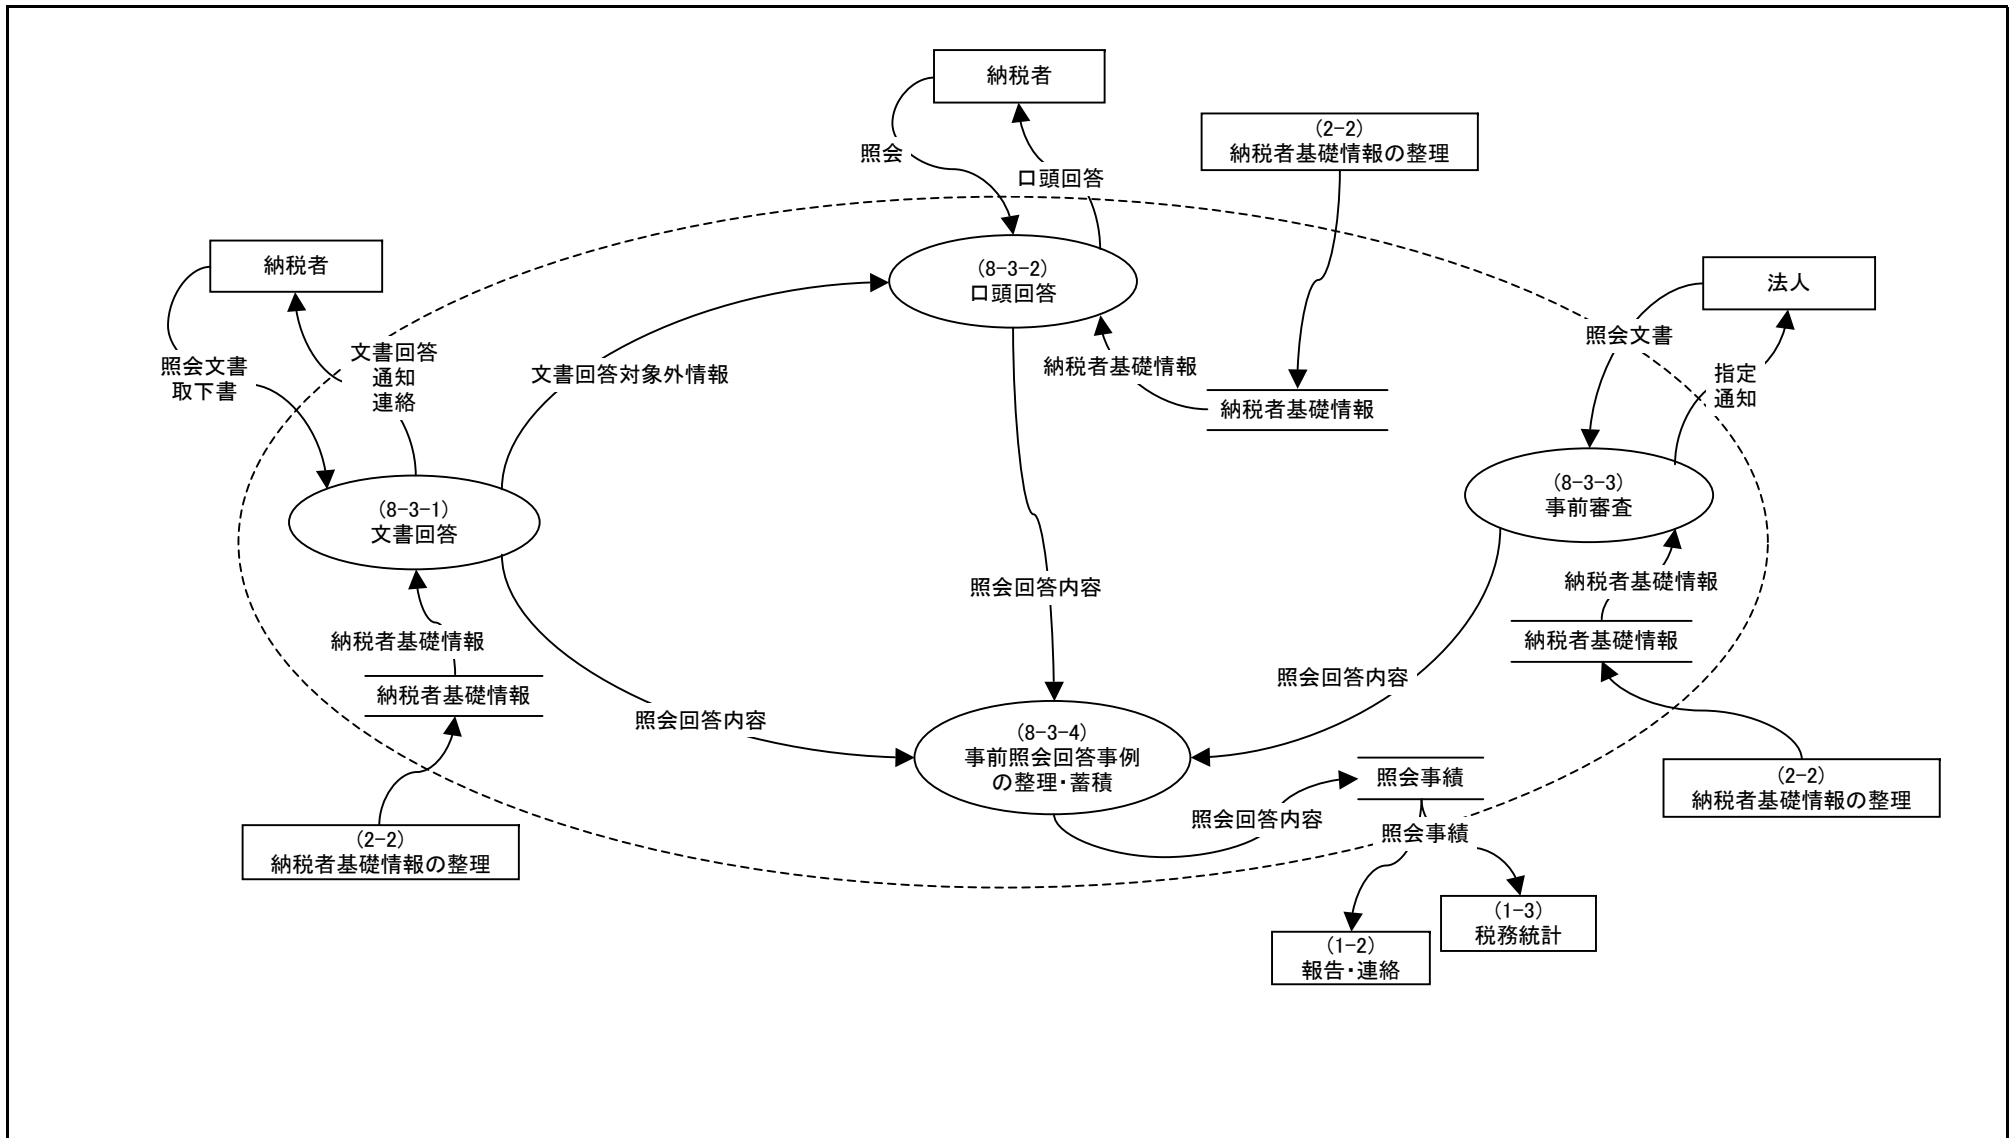 納税者
(2-2)
納税者基礎情報の整理
照会
口頭回答
納税者
(8-3-2)
口頭回答
法人
照会文書
文書回答
通知
連絡
照会文書
取下書
文書回答対象外情報
納税者基礎情報
納税者基礎情報
指定
通知
(8-3-1)
文書回答
(8-3-3)
事前審査
照会回答内容
納税者基礎情報
納税者基礎情報
納税者基礎情報
納税者基礎情報
照会回答内容
照会回答内容
(8-3-4)
事前照会回答事例
の整理・蓄積
照会事績
(2-2)
納税者基礎情報の整理
照会回答内容
照会事績
(2-2)
納税者基礎情報の整理
(1-3)
税務統計
(1-2)
報告・連絡